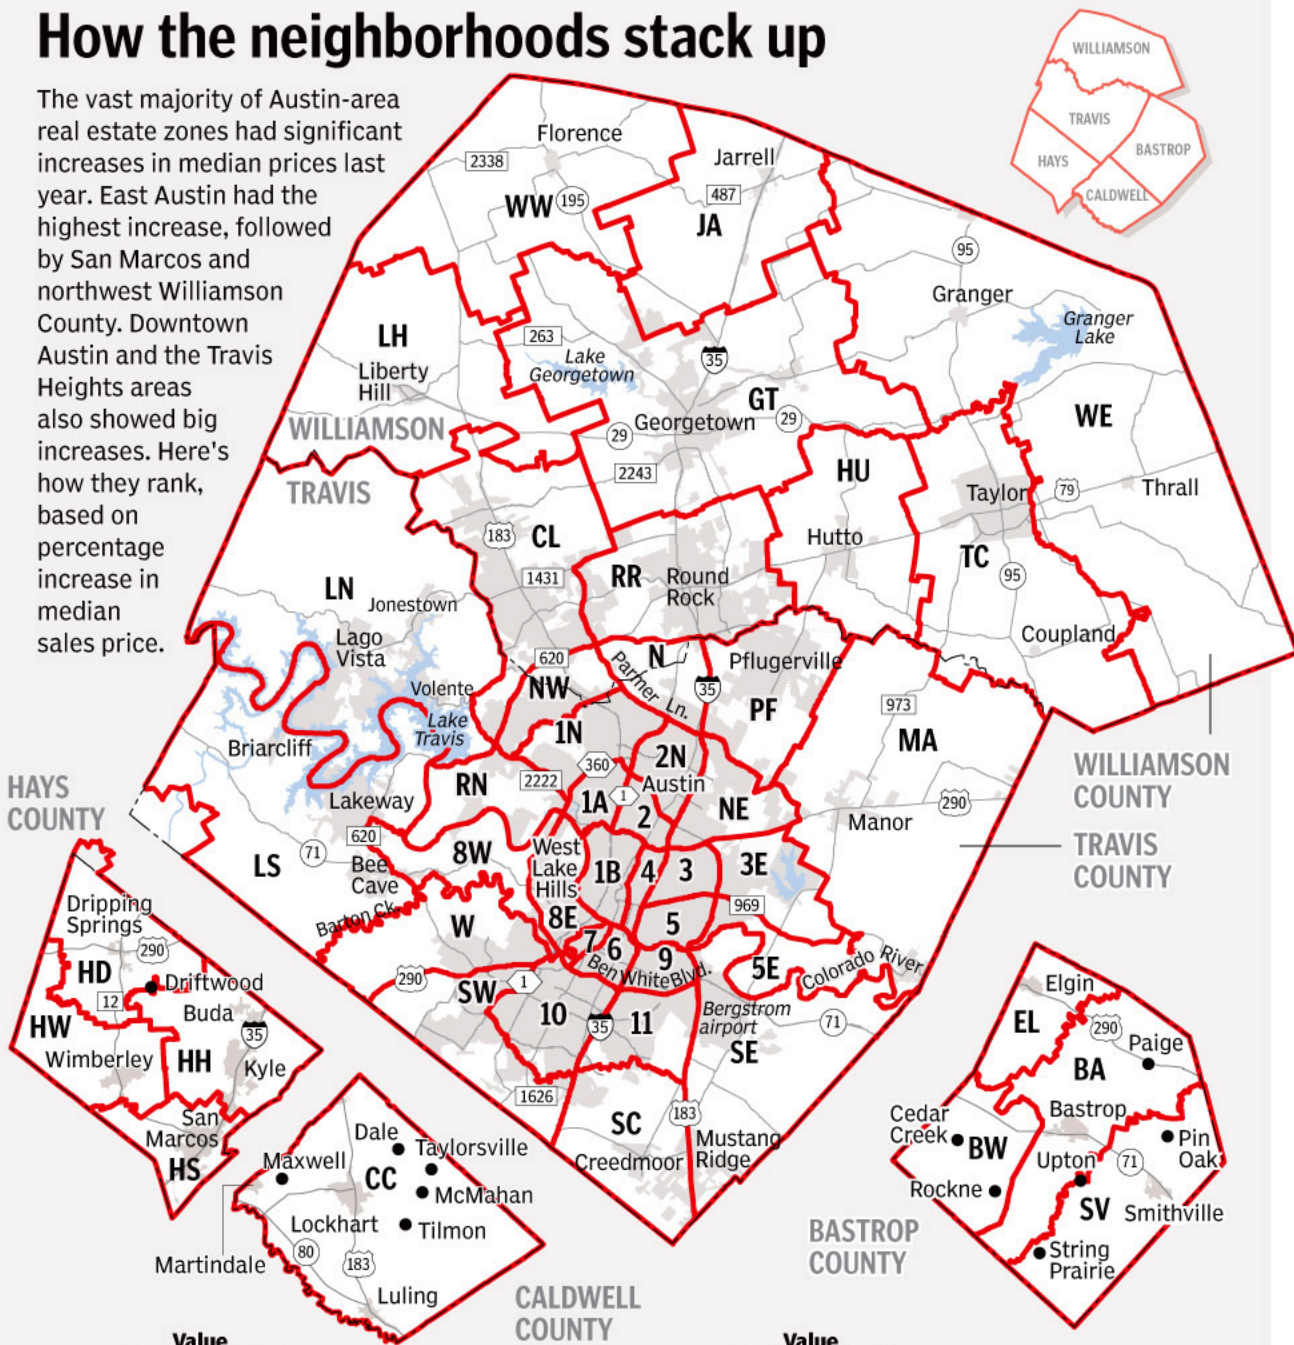 How the neighborhoods stack up
The vast majority of Austin-area
real estate zones had significant
increases in median prices last
year. East Austin had the
highest increase, followed
by San Marcos and
northwest Williamson
County. Downtown
Austin and the Travis
Heights areas
also showed big
increases. Here's
how they rank,
based on
percentage
increase in
median
sales price.
WILLIAMSON
TRAVIS
HAYS
BASTROP
CALDWELL
Florence
2338
Jarrell
WW
195
487
JA
95
Granger
Granger
Lake
LH
263
35
Lake
Georgetown
Liberty
Hill
GT
WE
WILLIAMSON
29
Georgetown
29
2243
HU
TRAVIS
Taylor
79
Thrall
183
CL
Hutto
TC
1431
RR
Round
Rock
95
LN
Jonestown
Lago
Vista
Coupland
620
N
Parmer Ln.
Pflugerville
Volente
NW
35
PF
973
Lake
Travis
1N
MA
Briarcliff
2N
360
Austin
WILLIAMSON
COUNTY
RN
2222
1A
1
2
NE
290
HAYS
COUNTY
Lakeway
Manor
620
71
West
Lake
Hills
TRAVIS
COUNTY
LS
Bee
Cave
8W
1B
4
3
3E
Barton Ck.
W
8E
969
5
7
6
9
5E
Colorado River
Ben White Blvd.
290
SW
1
Bergstrom
airport
10
35
11
71
SE
1626
SC
183
Mustang
Ridge
Creedmoor
Dripping
Springs
290
HD
Driftwood
12
Buda
HW
35
Wimberley
HH
Kyle
San
Marcos
HS
Dale
Taylorsville
Maxwell
CC
McMahan
Lockhart
Tilmon
80
183
Martindale
Luling
CALDWELL
COUNTY
Elgin
EL
290
Paige
BA
Bastrop
Cedar
Creek
BW
Pin
Oak
Upton
71
Rockne
SV
Smithville
String
Prairie
BASTROP
COUNTY
Value
Value